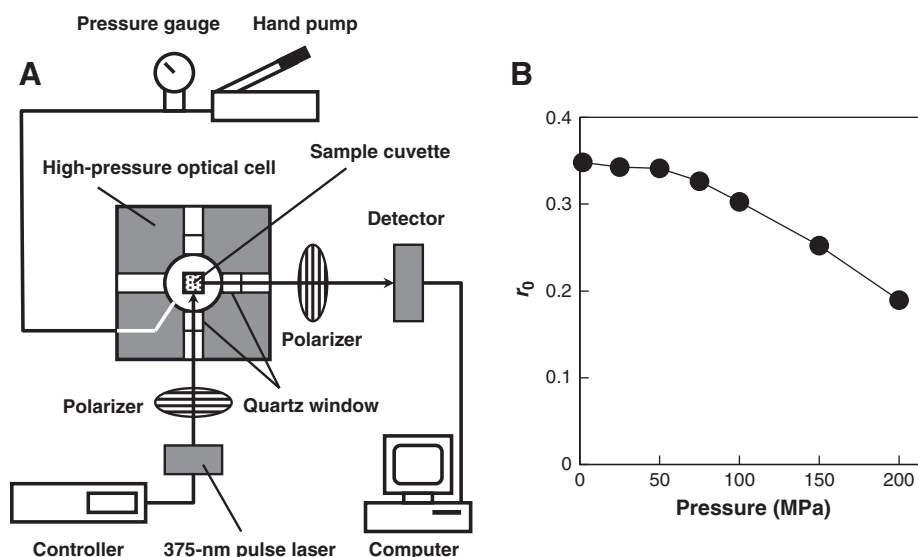 A
Pressure gauge
Hand pump
High-pressure optical cell
Sample cuvette
Detector
Polarizer
Polarizer
Quartz window
Controller
375-nm pulse laser
Computer
B
0.4
0.3
0.2
0.1
0
r0
0
50
100
150
200
Pressure (MPa)